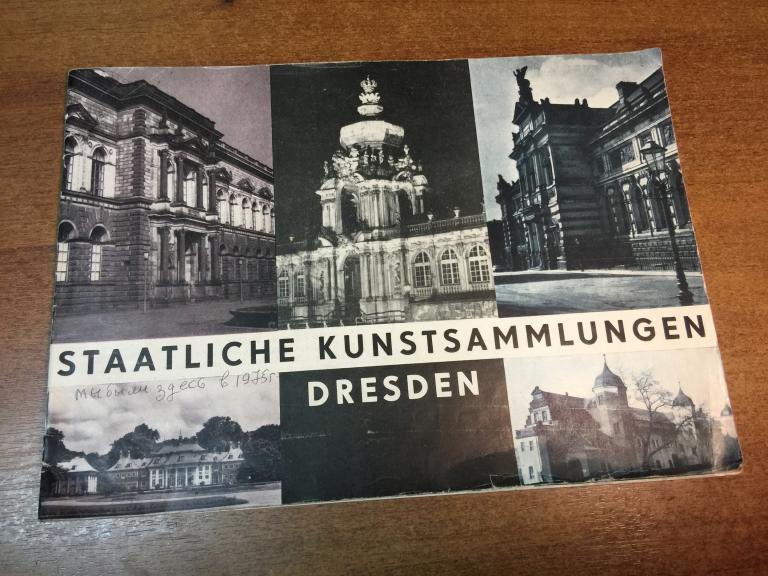 STAATLICHE KUNSTSAMMLUNGEN
DRESDEN
мы были здесь в 1975г.